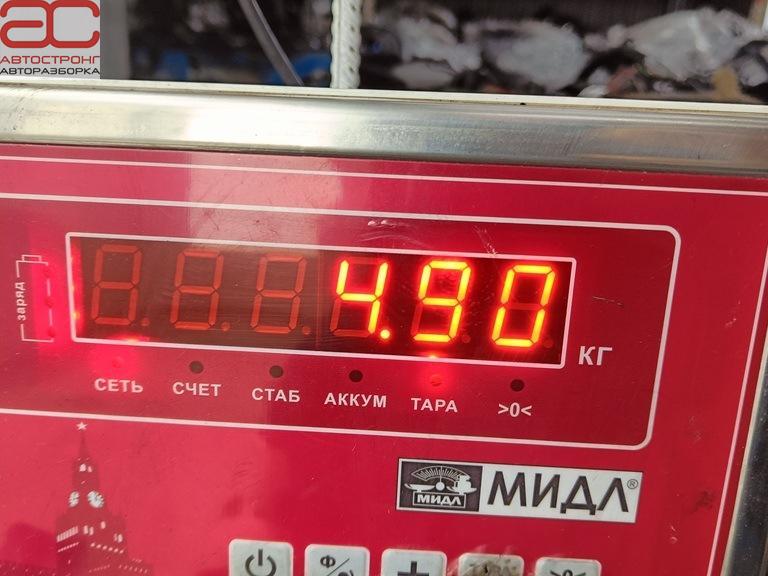 АС
АВТОСТРОНГ
АВТОРАЗБОРКА
заряд
4.90
КГ
СЕТЬ СЧЕТ СТАБ АККУМ ТАРА >0<
МИДЛ МИДЛ®
Ф